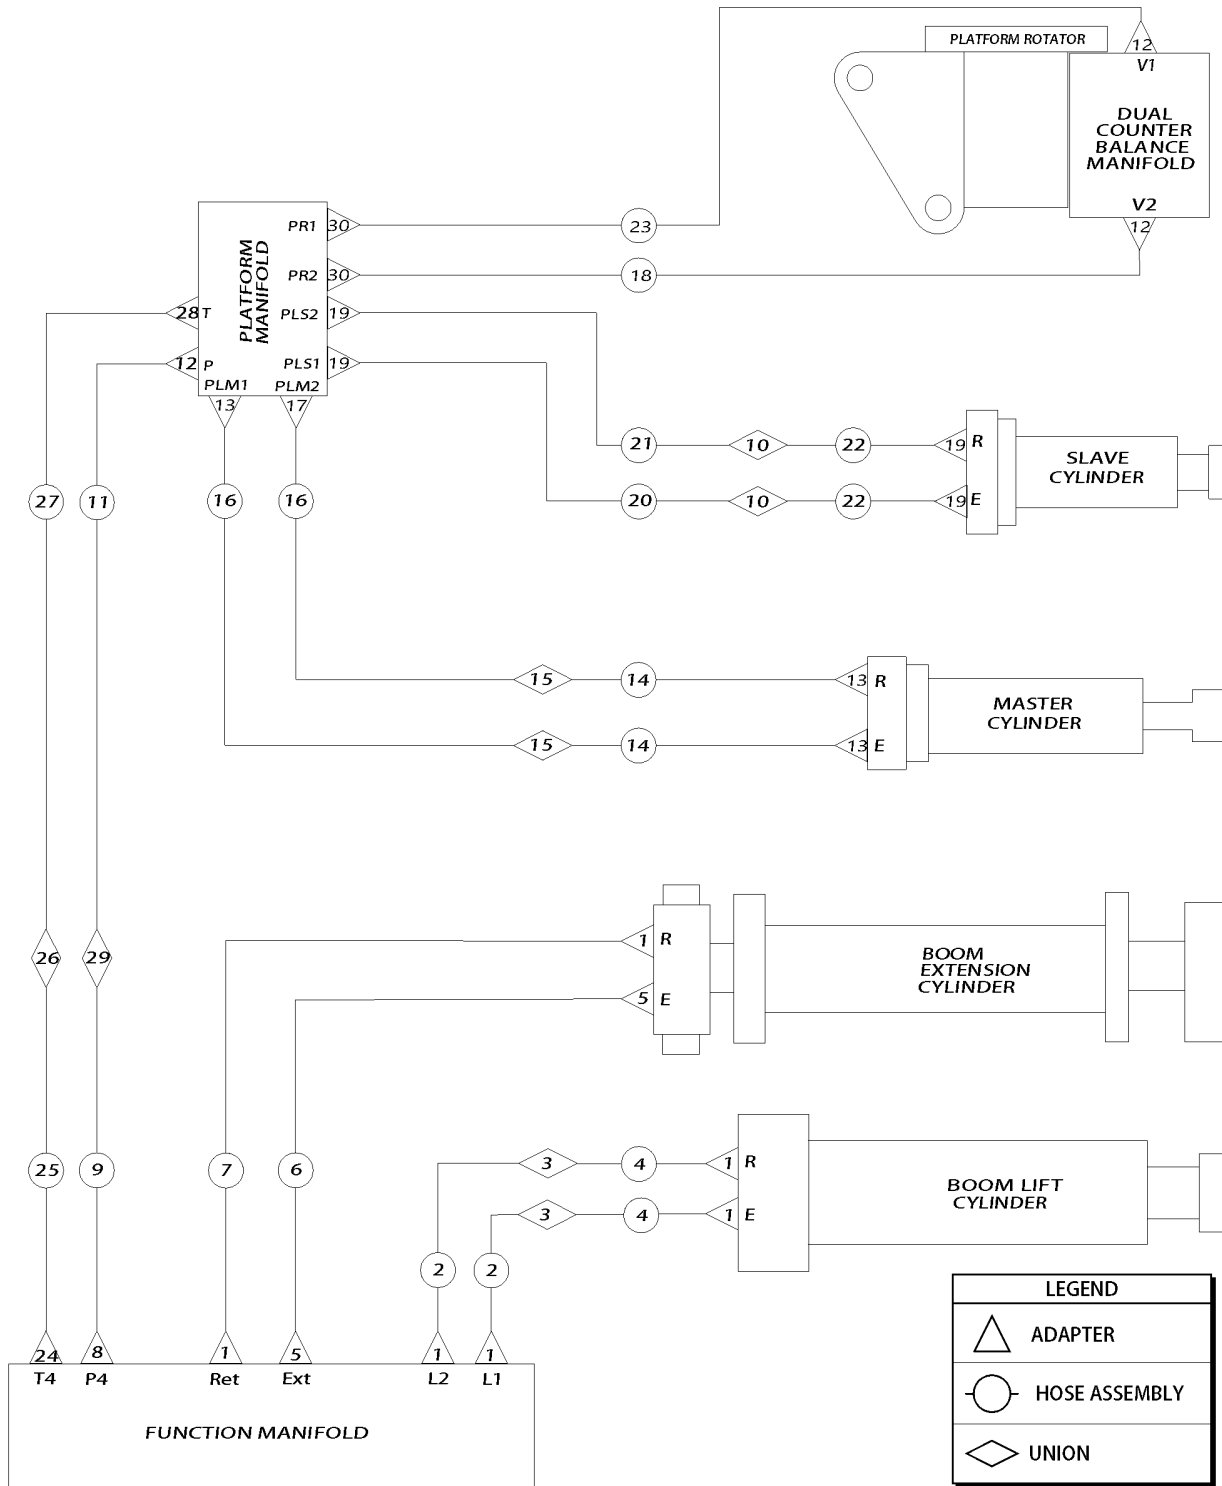 PLATFORM ROTATOR
12
V1
DUAL
COUNTER
BALANCE
MANIFOLD
V2
12
PLATFORM
MANIFOLD
PR1 30
23
PR2 30
18
28 T
PLS2 19
12 P
PLS1 19
PLM1 PLM2
13 17
21 10 22 19 R
SLAVE
CYLINDER
20 10 22 19 E
27 11 16 16
15 14 13 R
MASTER
CYLINDER
15 14 13 E
26 29
1 R
BOOM
EXTENSION
CYLINDER
5 E
25 9 7 6
3 4 1 R
BOOM LIFT
CYLINDER
3 4 1 E
2 2
24 8 1 5 1 1
T4 P4 Ret Ext L2 L1
FUNCTION MANIFOLD
LEGEND
ADAPTER
HOSE ASSEMBLY
UNION